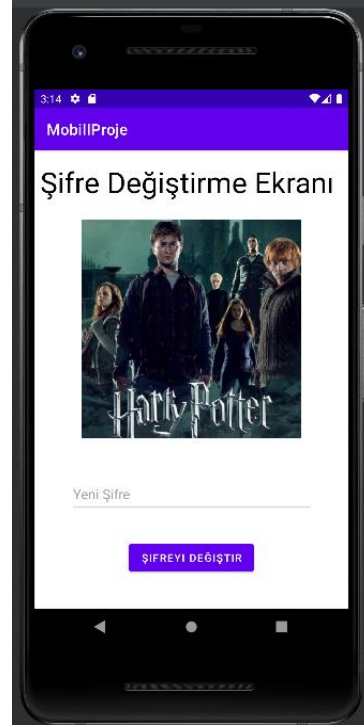 3:14
MobillProje
Şifre Değiştirme Ekranı
Harry Potter
Yeni Şifre
ŞIFREYI DEĞIŞTIR